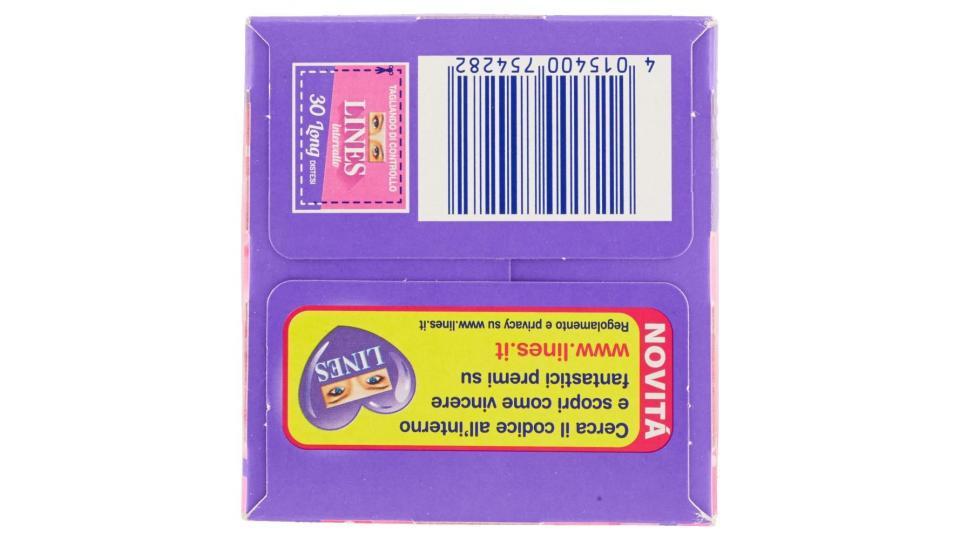 NOVITÁ
Cerca il codice all'interno
e scopri come vincere
fantastici premi su
www.lines.it
Regolamento e privacy su www.lines.it
LINES
4 015400 754282
TAGLIANDO DI CONTROLLO
LINES
Intervallo
30 Long DISTESI